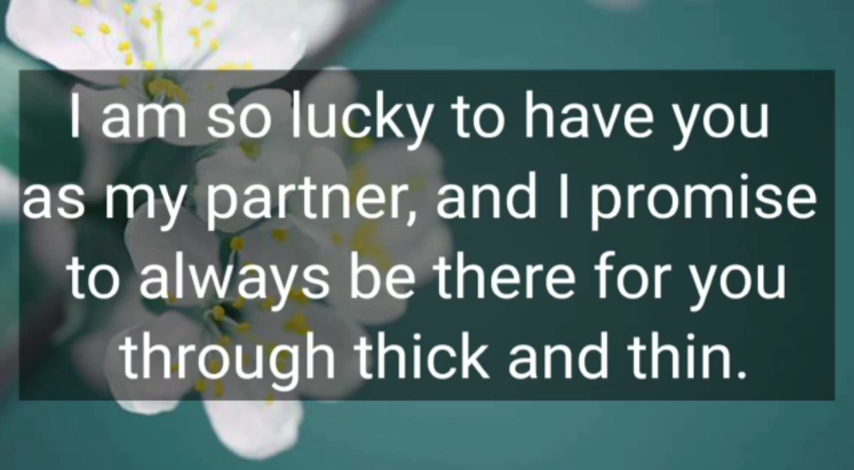 I am so lucky to have you
as my partner, and I promise
to always be there for you
through thick and thin.